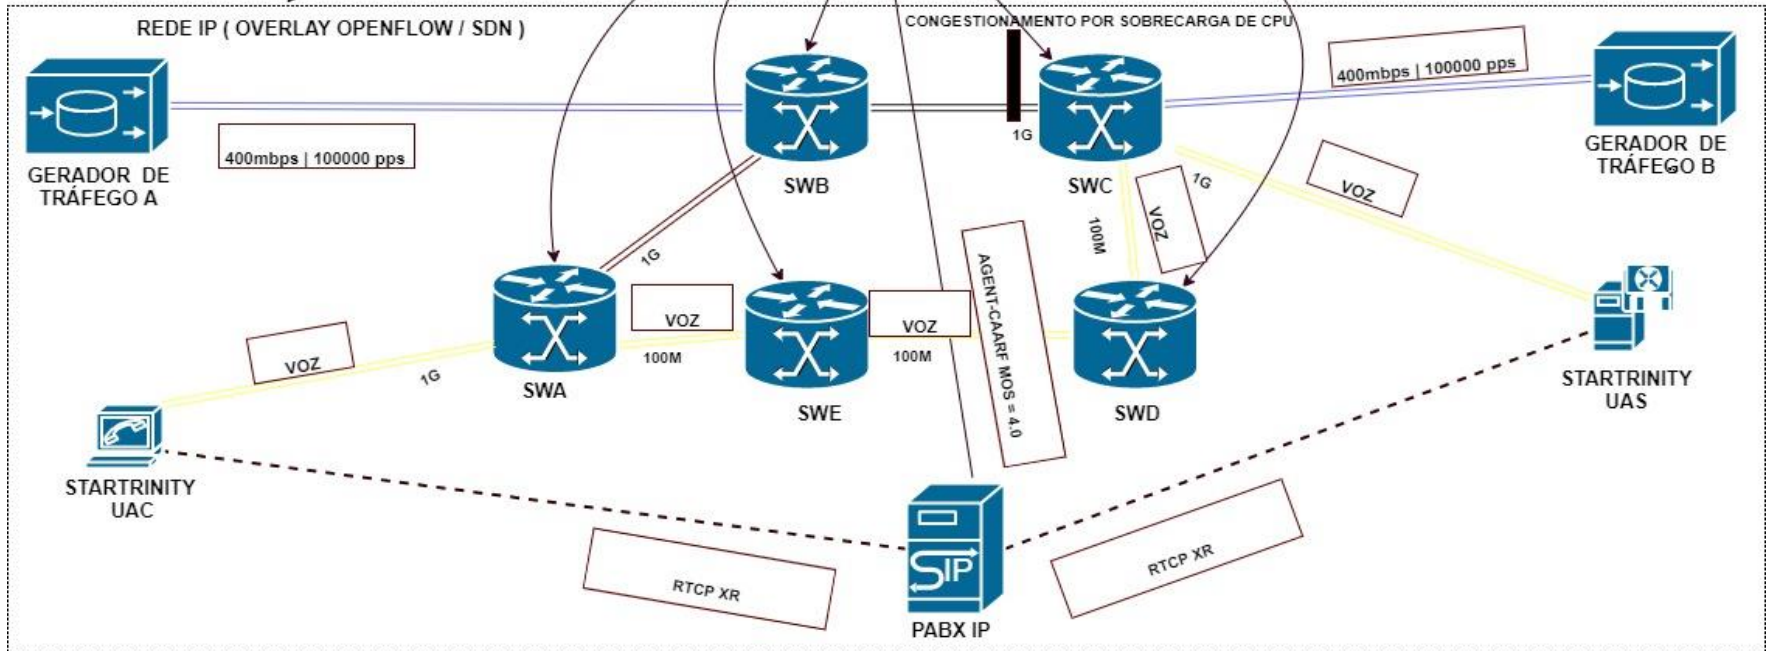 REDE IP ( OVERLAY OPENFLOW / SDN )
CONGESTIONAMENTO POR SOBRECARGA DE CPU
400mbps | 100000 pps
1G
400mbps | 100000 pps
GERADOR DE
TRÁFEGO A
SWB
SWC
GERADOR DE
TRÁFEGO B
1G
VOZ
VOZ
100M
1G
AGENT-CAARF MOS = 4.0
VOZ
VOZ
VOZ
100M
100M
1G
SWA
SWE
SWD
STARTRINITY
UAS
STARTRINITY
UAC
SIP
RTCP XR
RTCP XR
PABX IP